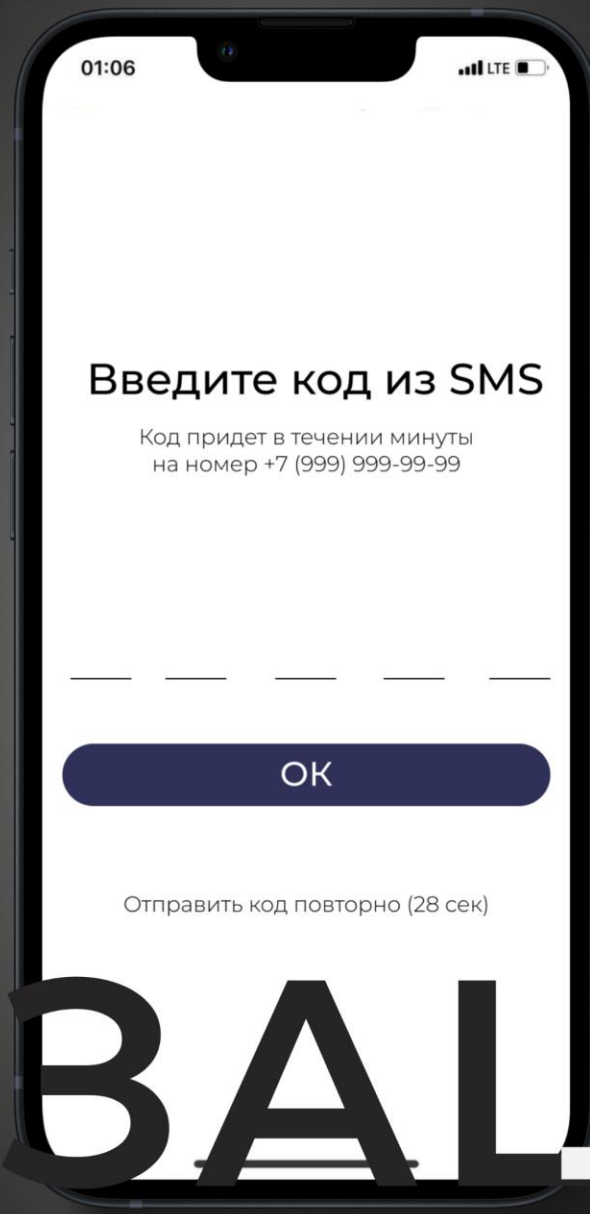 01:06
LTE
Введите код из SMS
Код придет в течении минуты
на номер +7 (999) 999-99-99
ОК
Отправить код повторно (28 сек)